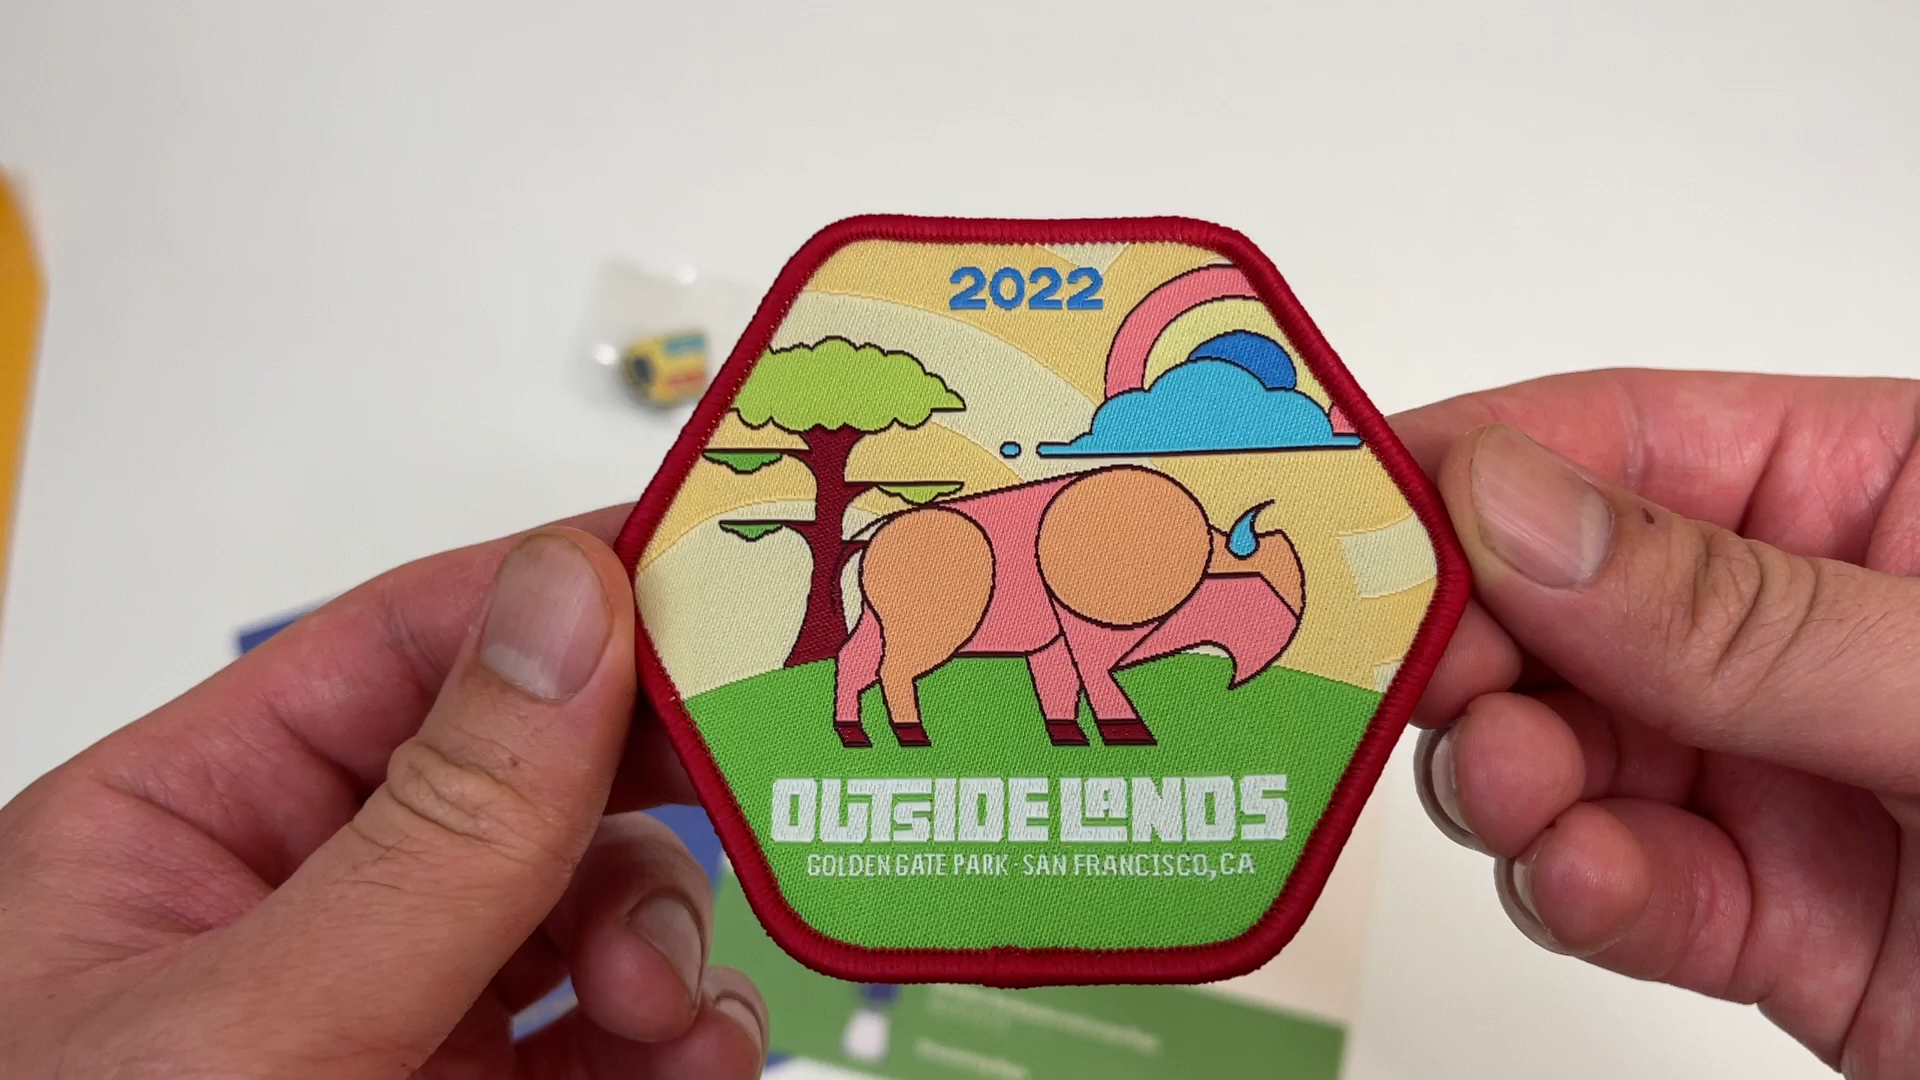 2022
OUTSIDE LANDS
GOLDEN GATE PARK · SAN FRANCISCO, CA